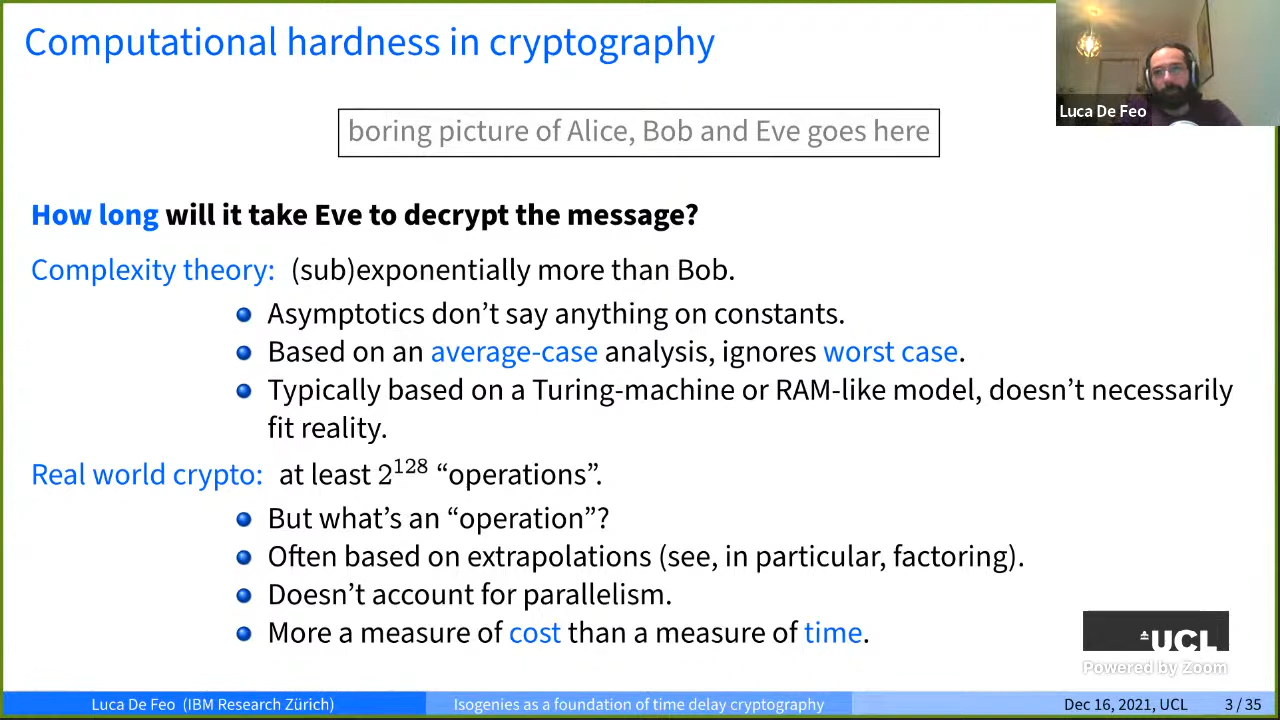 Computational hardness in cryptography
Luca De Feo
boring picture of Alice, Bob and Eve goes here
How long will it take Eve to decrypt the message?
Complexity theory: (sub)exponentially more than Bob.
Asymptotics don’t say anything on constants.
Based on an average-case analysis, ignores worst case.
Typically based on a Turing-machine or RAM-like model, doesn’t necessarily
fit reality.
Real world crypto: at least 2^128 “operations”.
But what’s an “operation”?
Often based on extrapolations (see, in particular, factoring).
Doesn’t account for parallelism.
More a measure of cost than a measure of time.
UCL
Powered by Zoom
Luca De Feo (IBM Research Zürich) Isogenies as a foundation of time delay cryptography Dec 16, 2021, UCL 3 / 35